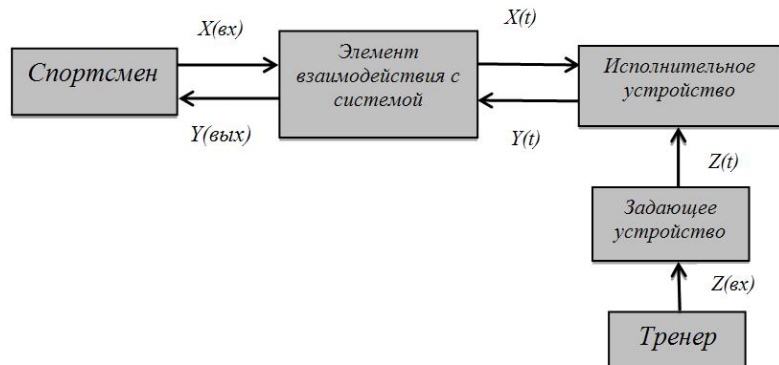 X(вх)
Элемент
взаимодействия с
системой
X(t)
Спортсмен
Исполнительное
устройство
Y(вых)
Y(t)
Z(t)
Задающее
устройство
Z(вх)
Тренер